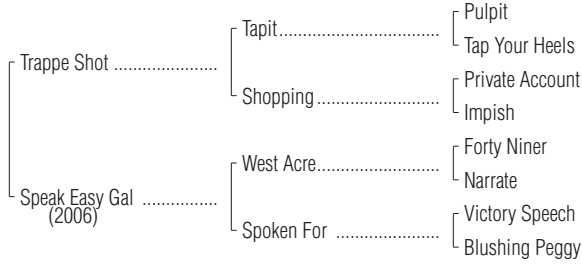 Pulpit
Tapit
Tap Your Heels
Trappe Shot
Private Account
Shopping
Impish
Forty Niner
West Acre
Narrate
Speak Easy Gal
(2006)
Victory Speech
Spoken For
Blushing Peggy